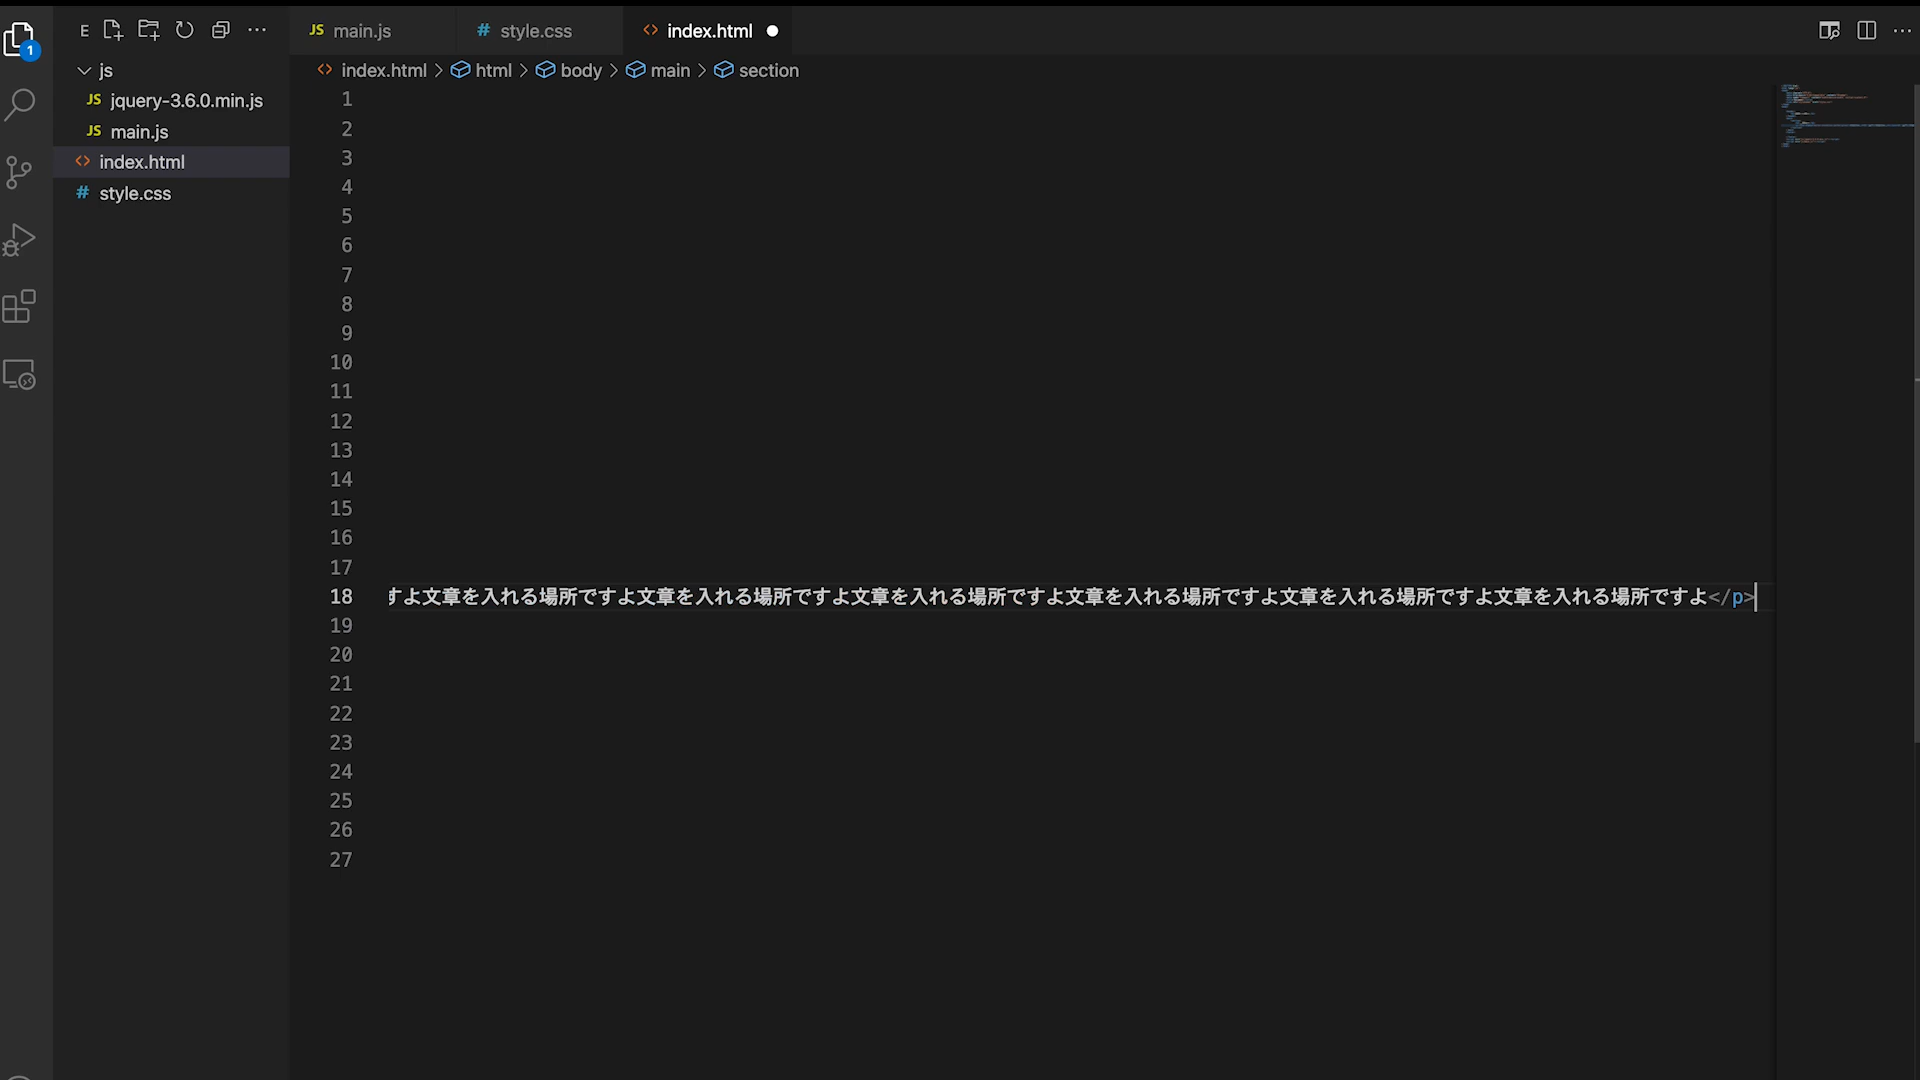 1
E
JS main.js
# style.css
<> index.html
js
JS jquery-3.6.0.min.js
JS main.js
<> index.html
# style.css
<> index.html > html > body > main > section
1
2
3
4
5
6
7
8
9
10
11
12
13
14
15
16
17
18 すよ文章を入れる場所ですよ文章を入れる場所ですよ文章を入れる場所ですよ文章を入れる場所ですよ文章を入れる場所ですよ文章を入れる場所ですよ</p>
19
20
21
22
23
24
25
26
27